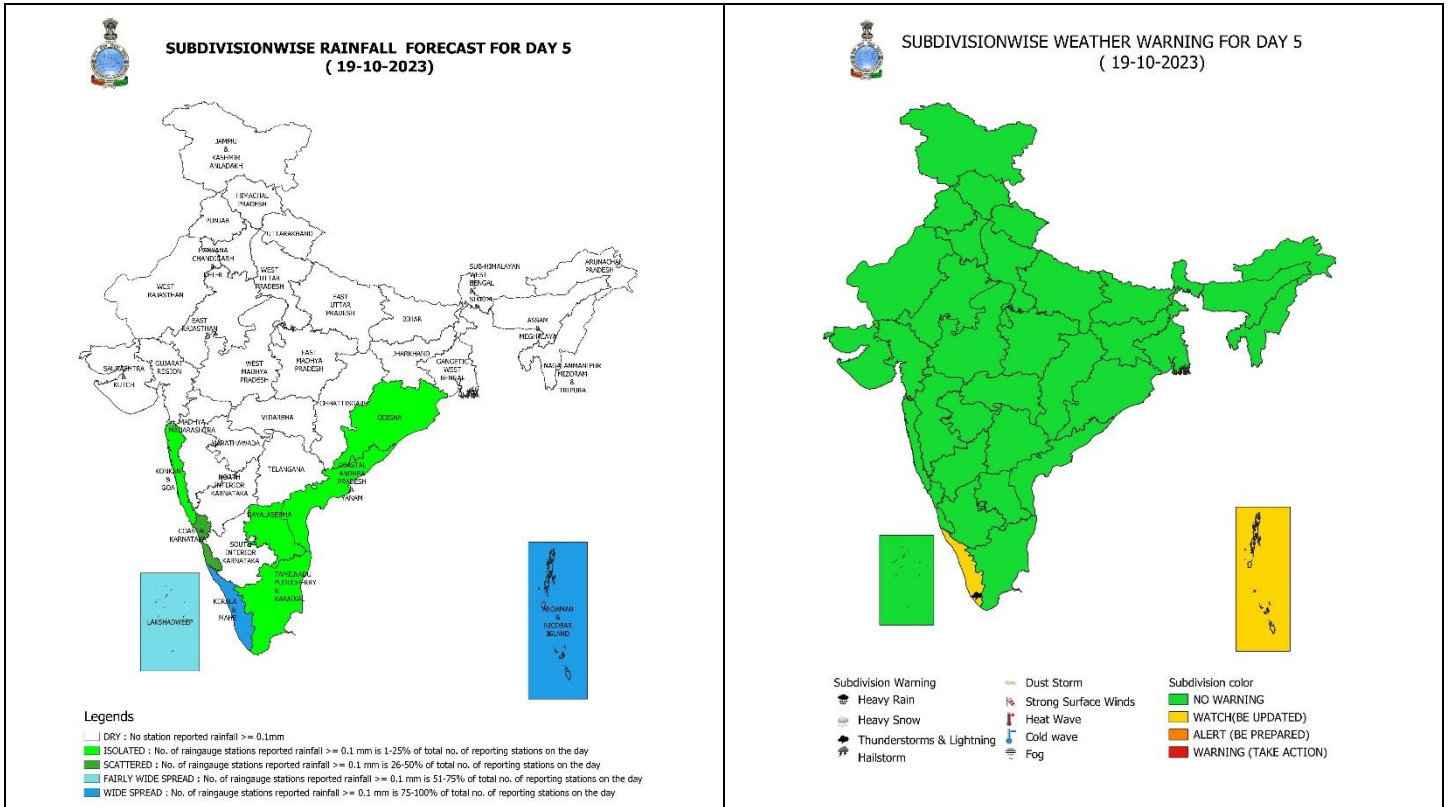 SUBDIVISIONWISE RAINFALL FORECAST FOR DAY 5
( 19-10-2023)
JAMMU
&
KASHMIR
ANLADAKH
HIMACHAL
PRADESH
PUNJAB
UTTARAKHAND
HARYANA
CHANDIGARH
&
DELHI
WEST
UTTAR
PRADESH
SUB-HIMALAYAN
WEST
BENGAL
&
SIKKIM
ARUNACHAL
PRADESH
WEST
RAJASTHAN
EAST
UTTAR
PRADESH
EAST
RAJASTHAN
BIHAR
ASSAM
&
MEGHALAYA
SAURASHTRA
&
KUTCH
GUJARAT
REGION
WEST
MADHYA
PRADESH
EAST
MADHYA
PRADESH
JHARKHAND
GANGETIC
WEST
BENGAL
NAGALANMANIPUR
MIZORAM
&
TRIPURA
CHHATTISGARH
ODISHA
VIDARBHA
MADHYA
MAHARASHTRA
MARATHAWADA
KONKAN
&
GOA
TELANGANA
COASTAL
ANDHRA
PRADESH
&
YANAM
NORTH
INTERIOR
KARNATAKA
RAYALASEEMA
COASTAL
KARNATAKA
SOUTH
INTERIOR
KARNATAKA
TAMILNADU
PUDUCHERRY
&
KARAIKAL
KERALA
&
MAHE
LAKSHADWEEP
ANDAMAN
&
NICOBAR
ISLAND
Legends
DRY : No station reported rainfall >= 0.1mm
ISOLATED : No. of raingauge stations reported rainfall >= 0.1 mm is 1-25% of total no. of reporting stations on the day
SCATTERED : No. of raingauge stations reported rainfall >= 0.1 mm is 26-50% of total no. of reporting stations on the day
FAIRLY WIDE SPREAD : No. of raingauge stations reported rainfall >= 0.1 mm is 51-75% of total no. of reporting stations on the day
WIDE SPREAD : No. of raingauge stations reported rainfall >= 0.1 mm is 75-100% of total no. of reporting stations on the day
SUBDIVISIONWISE WEATHER WARNING FOR DAY 5
( 19-10-2023)
Subdivision Warning
Heavy Rain
Heavy Snow
Thunderstorms & Lightning
Hailstorm
Dust Storm
Strong Surface Winds
Heat Wave
Cold wave
Fog
Subdivision color
NO WARNING
WATCH(BE UPDATED)
ALERT (BE PREPARED)
WARNING (TAKE ACTION)